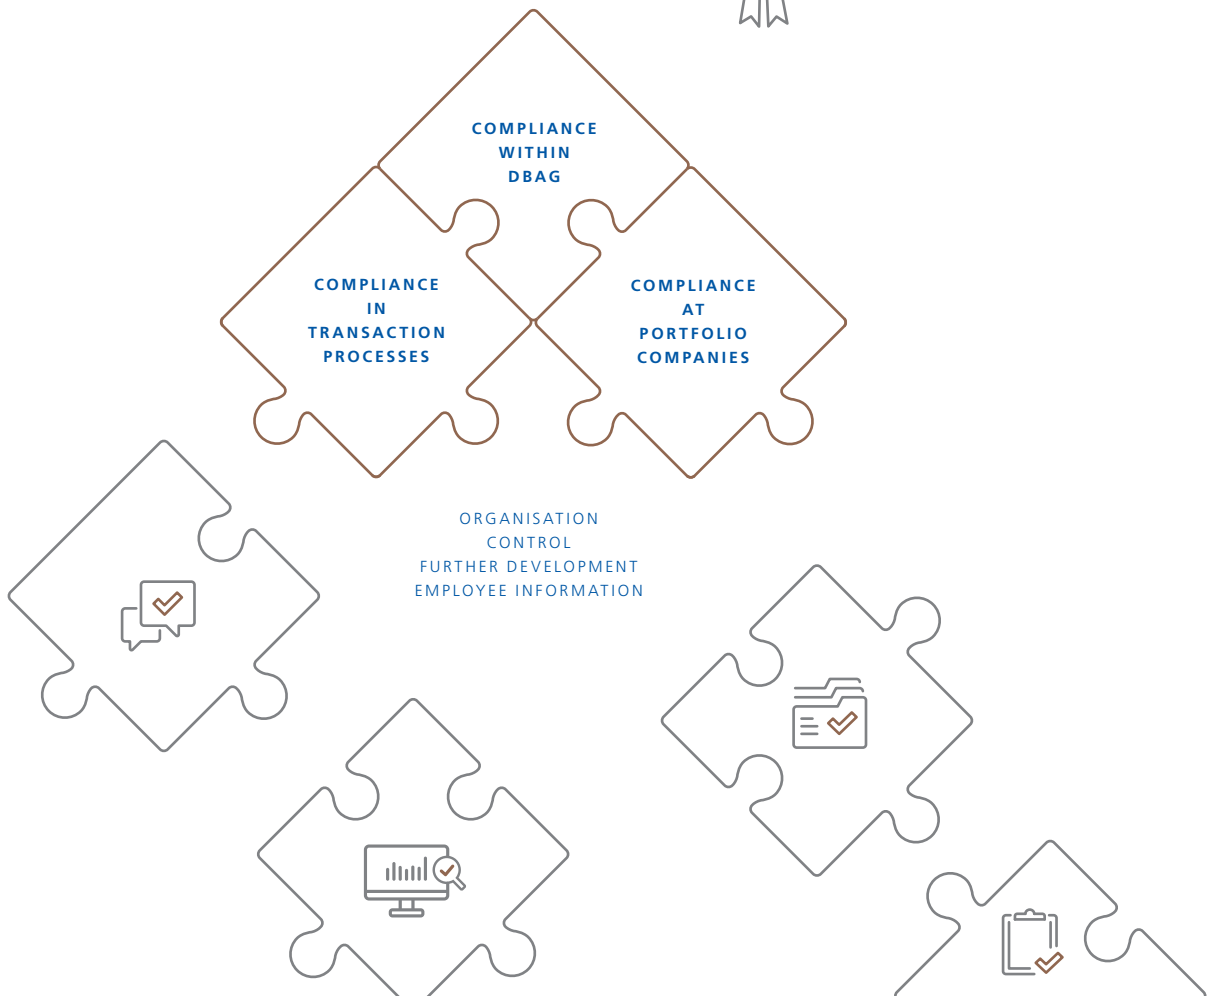 COMPLIANCE
WITHIN
DBAG
COMPLIANCE
IN
TRANSACTION
PROCESSES
COMPLIANCE
AT
PORTFOLIO
COMPANIES
ORGANISATION
CONTROL
FURTHER DEVELOPMENT
EMPLOYEE INFORMATION